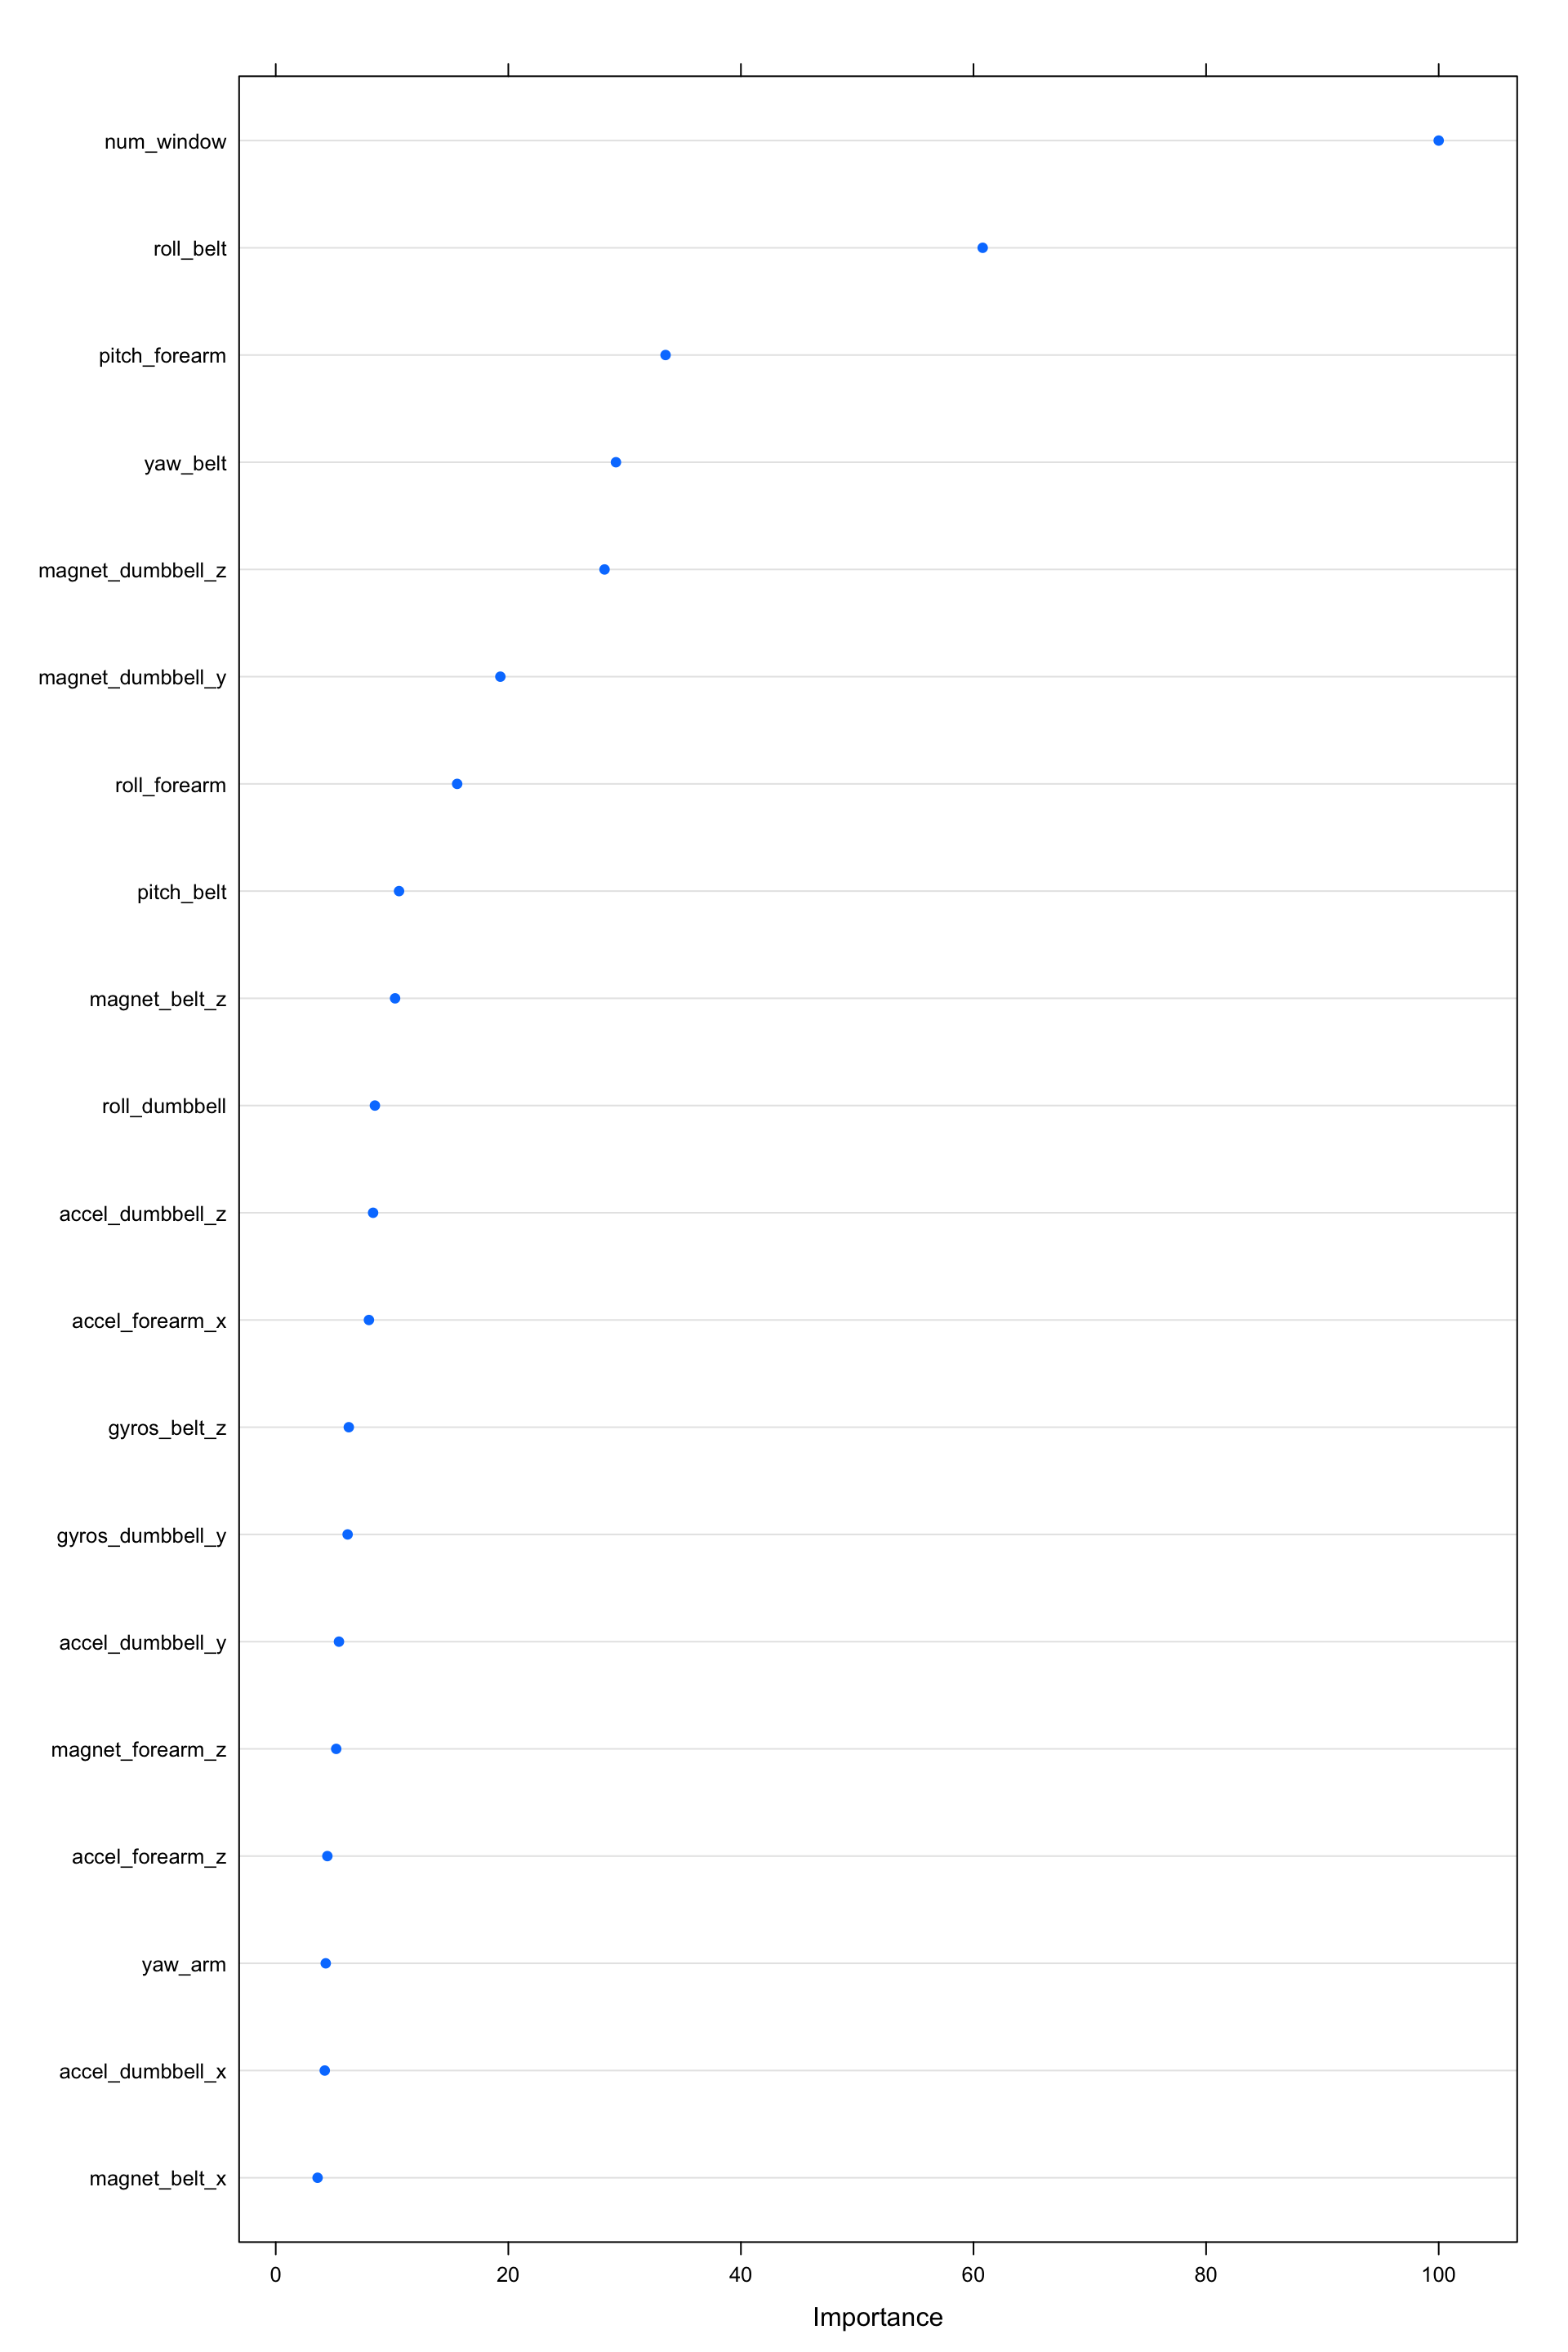 num_window
roll_belt
pitch_forearm
yaw_belt
magnet_dumbbell_z
magnet_dumbbell_y
roll_forearm
pitch_belt
magnet_belt_z
roll_dumbbell
accel_dumbbell_z
accel_forearm_x
gyros_belt_z
gyros_dumbbell_y
accel_dumbbell_y
magnet_forearm_z
accel_forearm_z
yaw_arm
accel_dumbbell_x
magnet_belt_x
0 20 40 60 80 100
Importance